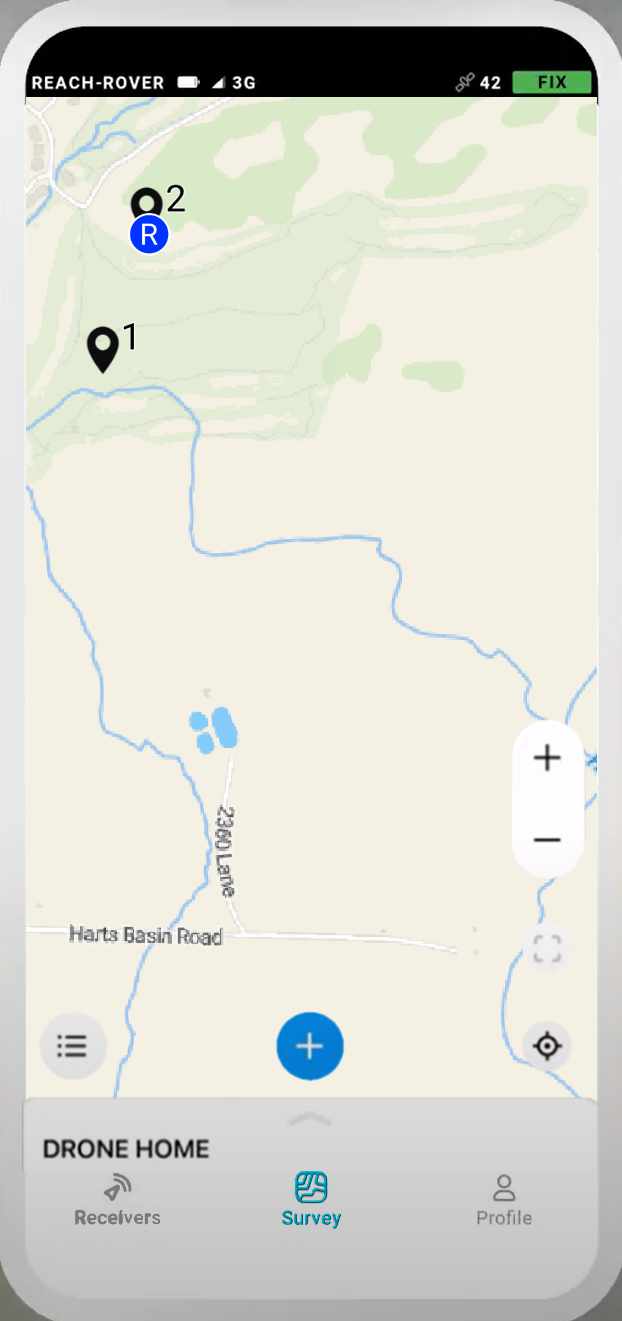 REACH-ROVER 3G 42 FIX
2
R
1
2360 Lane
Harts Basin Road
DRONE HOME
Receivers Survey Profile